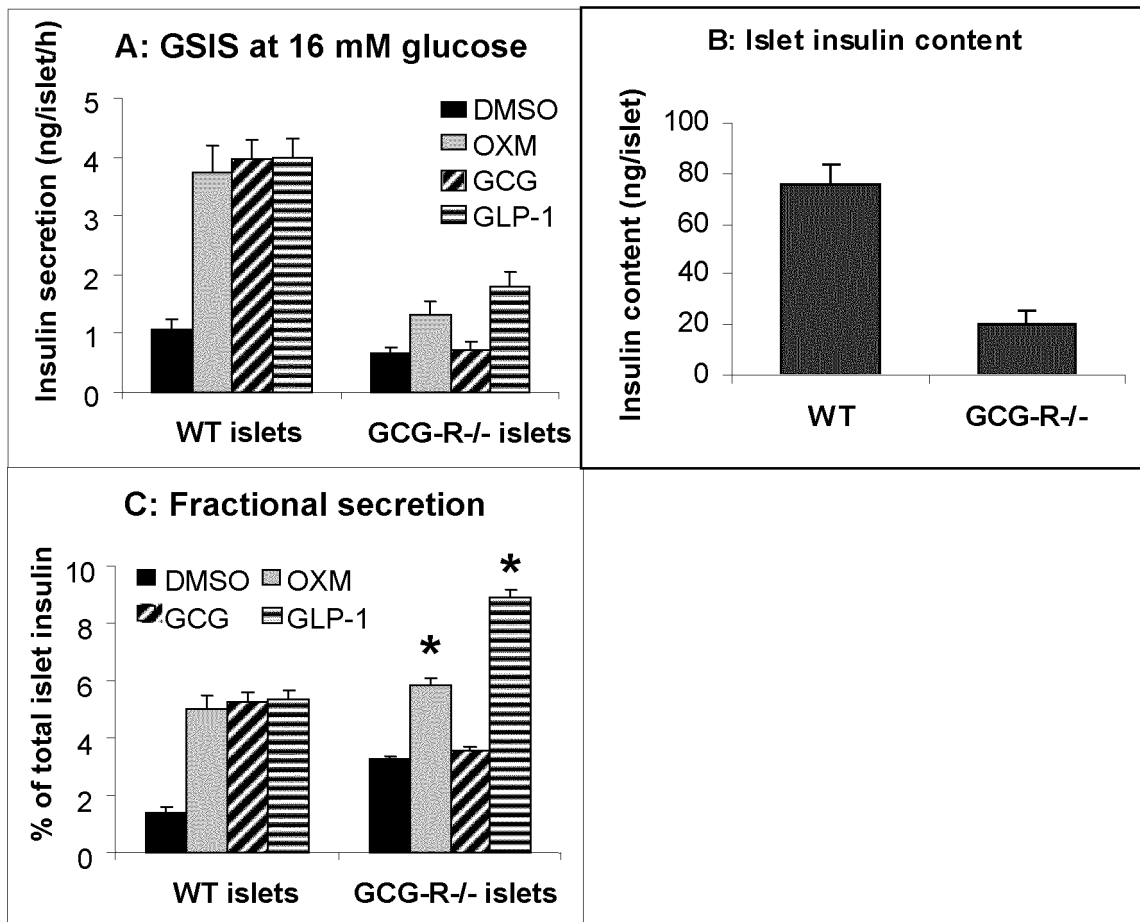 A: GSIS at 16 mM glucose
Insulin secretion (ng/islet/h)
5
4
3
2
1
0
DMSO
OXM
GCG
GLP-1
WT islets GCG-R-/- islets
B: Islet insulin content
Insulin content (ng/islet)
100
80
60
40
20
0
WT GCG-R-/-
C: Fractional secretion
% of total islet insulin
10
8
6
4
2
0
DMSO OXM
GCG GLP-1
*
*
WT islets GCG-R-/- islets